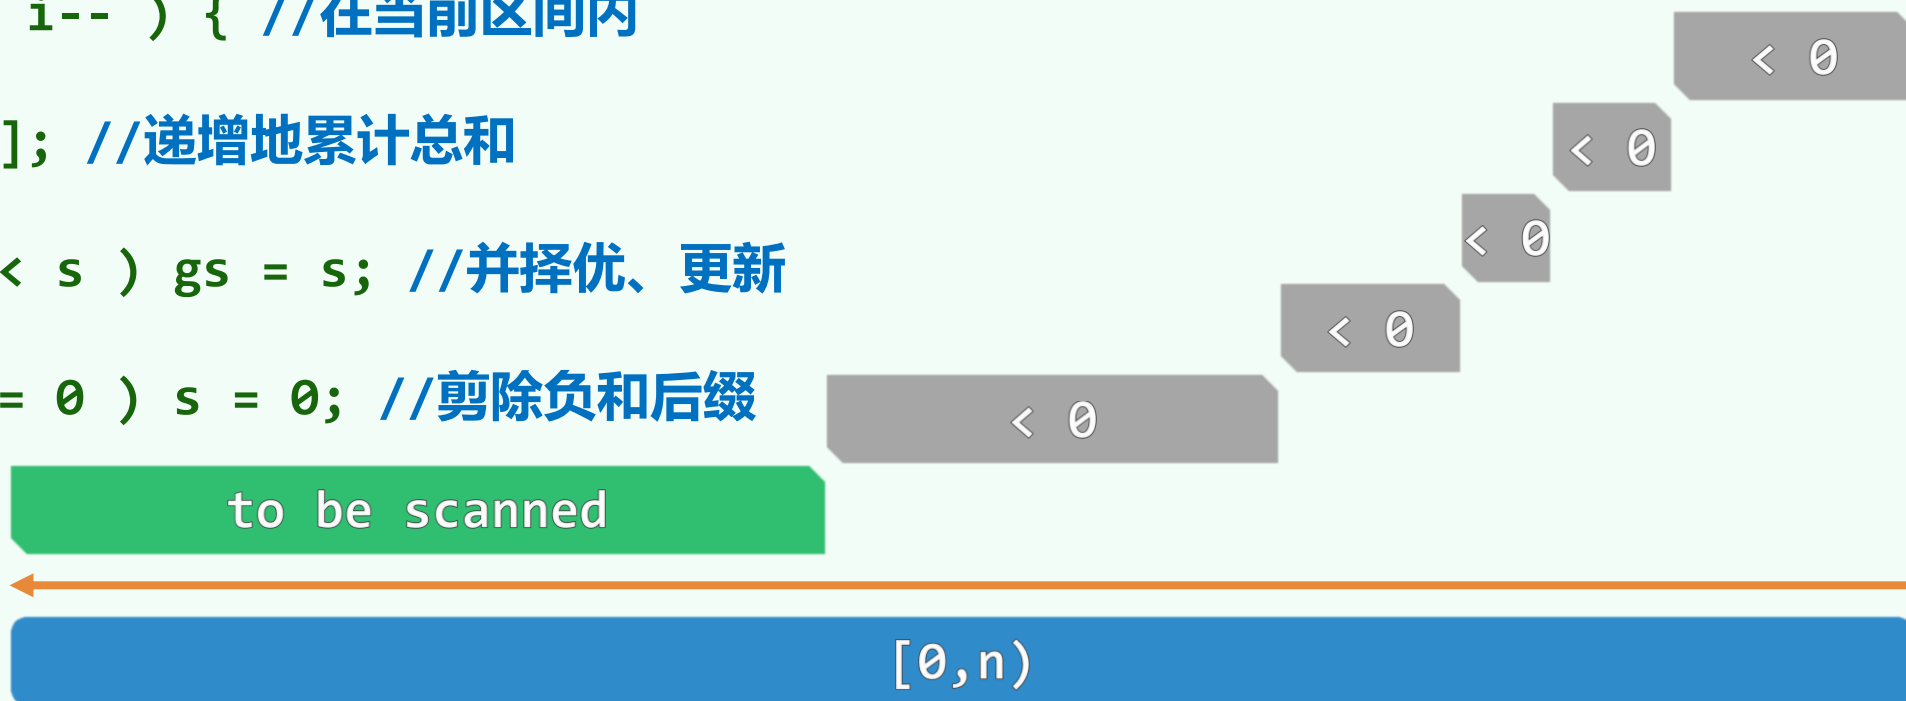 i-- ) { //在当前区间内
< 0
< 0
]; //递增地累计总和
< 0
< s ) gs = s; //并择优、更新
< 0
= 0 ) s = 0; //剪除负和后缀
< 0
to be scanned
[0,n)